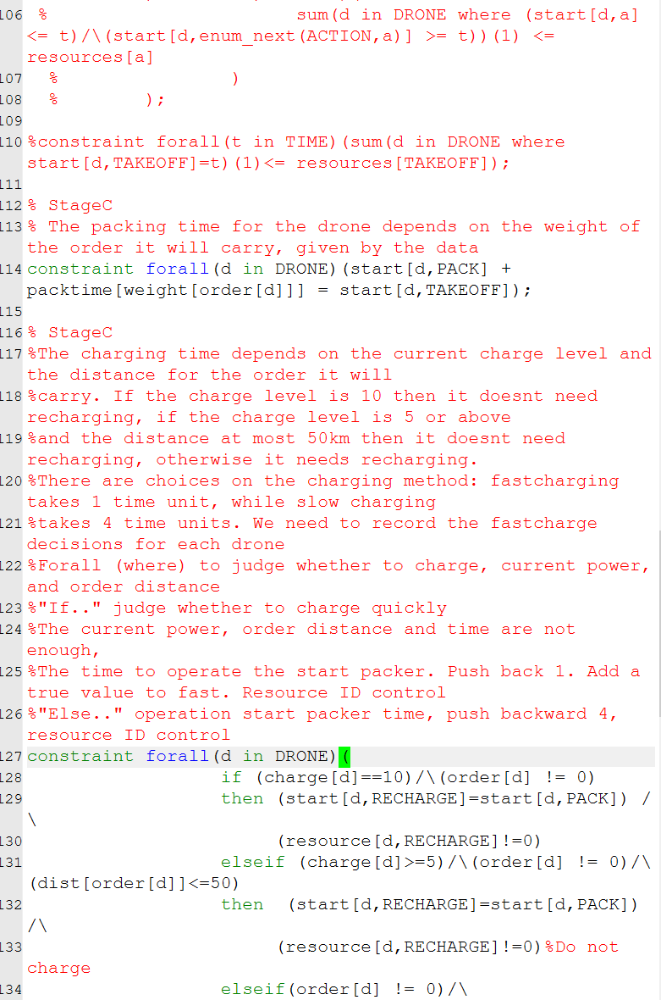 106 %                       sum(d in DRONE where (start[d,a]
<= t)/\(start[d,enum_next(ACTION,a)] >= t))(1) <=
resources[a]
107  %                )
108  %        );
109
110 %constraint forall(t in TIME)(sum(d in DRONE where
start[d,TAKEOFF]=t)(1)<= resources[TAKEOFF]);
111
112 % StageC
113 % The packing time for the drone depends on the weight of
the order it will carry, given by the data
114 constraint forall(d in DRONE)(start[d,PACK] +
packtime[weight[order[d]]] = start[d,TAKEOFF]);
115
116 % StageC
117 %The charging time depends on the current charge level and
the distance for the order it will
118 %carry. If the charge level is 10 then it doesnt need
recharging, if the charge level is 5 or above
119 %and the distance at most 50km then it doesnt need
recharging, otherwise it needs recharging.
120 %There are choices on the charging method: fastcharging
takes 1 time unit, while slow charging
121 %takes 4 time units. We need to record the fastcharge
decisions for each drone
122 %Forall (where) to judge whether to charge, current power,
and order distance
123 %"If.." judge whether to charge quickly
124 %The current power, order distance and time are not
enough,
125 %The time to operate the start packer. Push back 1. Add a
true value to fast. Resource ID control
126 %"Else.." operation start packer time, push backward 4,
resource ID control
127 constraint forall(d in DRONE)(
128                  if (charge[d]==10)/\(order[d] != 0)
129                  then (start[d,RECHARGE]=start[d,PACK]) /
\
130                       (resource[d,RECHARGE]!=0)
131                  elseif (charge[d]>=5)/\(order[d] != 0)/\
(dist[order[d]]<=50)
132                  then  (start[d,RECHARGE]=start[d,PACK])
/\
133                       (resource[d,RECHARGE]!=0)%Do not
charge
134                  elseif(order[d] != 0)/\